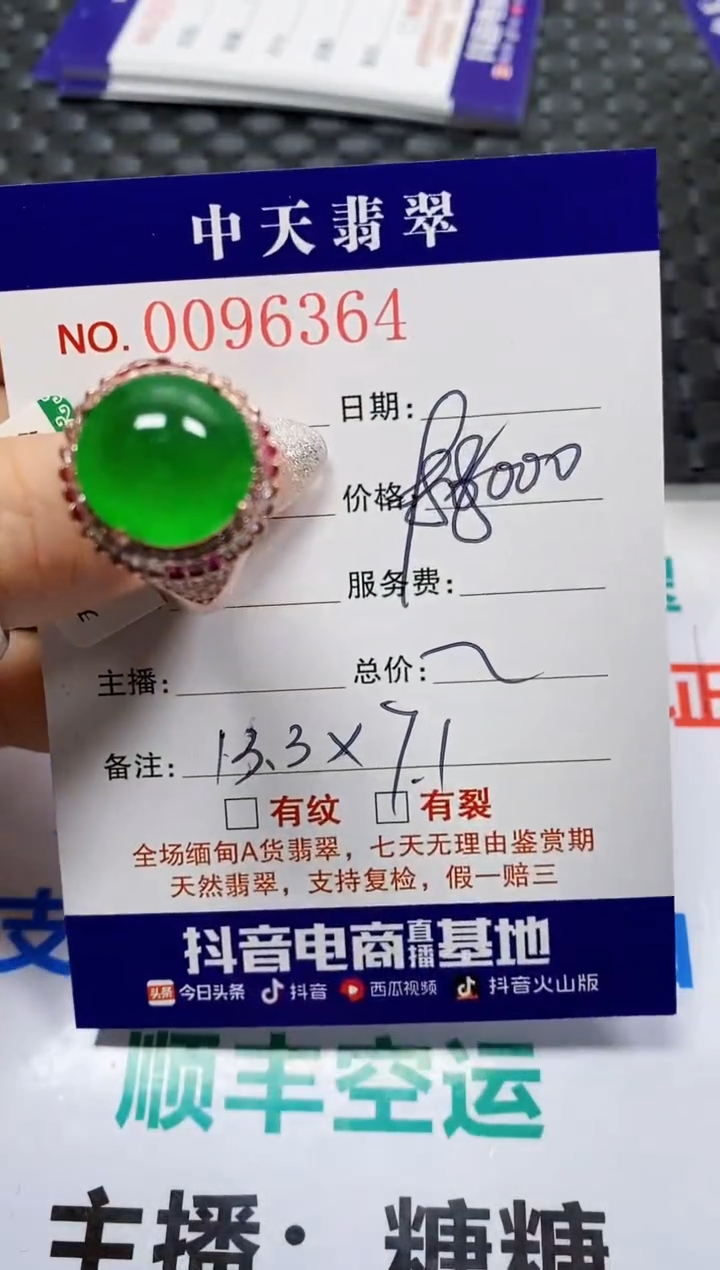 中天翡翠
NO. 0096364
日期:
价格: 88000
服务费:
主播: 总价:
备注: 13.3×7.1
□ 有纹 □ 有裂
全场缅甸A货翡翠，七天无理由鉴赏期
天然翡翠，支持复检，假一赔三
抖音电商直播基地
今日头条 抖音 西瓜视频 抖音火山版
正
支
顺丰空运
主播：糖糖